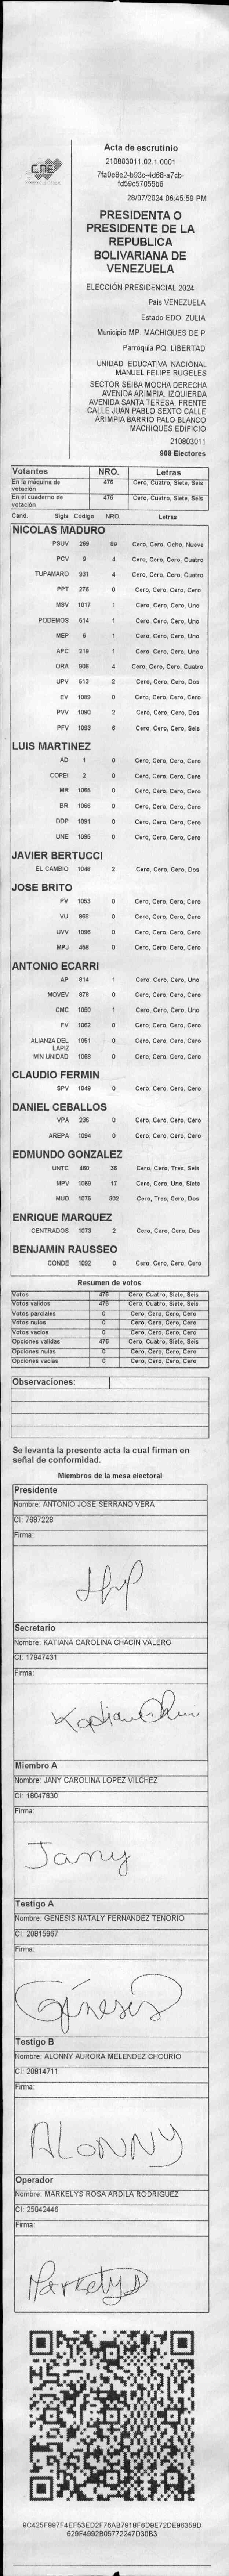 CNE
Acta de escrutinio
210803011.02.1.0001
7fa0e8e2-b93c-4d68-a7cb-
fd59c57055b6
28/07/2024 06:45:59 PM
PRESIDENTA O
PRESIDENTE DE LA
REPUBLICA
BOLIVARIANA DE
VENEZUELA
ELECCIÓN PRESIDENCIAL 2024
Pais VENEZUELA
Estado EDO. ZULIA
Municipio MP. MACHIQUES DE P
Parroquia PQ. LIBERTAD
UNIDAD EDUCATIVA NACIONAL
MANUEL FELIPE RUGELES
SECTOR SEIBA MOCHA DERECHA
AVENIDA ARIMPIA. IZQUIERDA
AVENIDA SANTA TERESA. FRENTE
CALLE JUAN PABLO SEXTO CALLE
ARIMPIA BARRIO PALO BLANCO
MACHIQUES EDIFICIO
210803011
908 Electores
Votantes NRO. Letras
En la máquina de votación 476 Cero, Cuatro, Siete, Seis
En el cuaderno de votación 476 Cero, Cuatro, Siete, Seis
Cand. Sigla Código NRO. Letras
NICOLAS MADURO
PSUV 269 89 Cero, Cero, Ocho, Nueve
PCV 9 4 Cero, Cero, Cero, Cuatro
TUPAMARO 931 4 Cero, Cero, Cero, Cuatro
PPT 276 0 Cero, Cero, Cero, Cero
MSV 1017 1 Cero, Cero, Cero, Uno
PODEMOS 514 1 Cero, Cero, Cero, Uno
MEP 6 1 Cero, Cero, Cero, Uno
APC 219 1 Cero, Cero, Cero, Uno
ORA 906 4 Cero, Cero, Cero, Cuatro
UPV 613 2 Cero, Cero, Cero, Dos
EV 1089 0 Cero, Cero, Cero, Cero
PVV 1090 2 Cero, Cero, Cero, Dos
PFV 1093 6 Cero, Cero, Cero, Seis
LUIS MARTINEZ
AD 1 0 Cero, Cero, Cero, Cero
COPEI 2 0 Cero, Cero, Cero, Cero
MR 1065 0 Cero, Cero, Cero, Cero
BR 1066 0 Cero, Cero, Cero, Cero
DDP 1091 0 Cero, Cero, Cero, Cero
UNE 1095 0 Cero, Cero, Cero, Cero
JAVIER BERTUCCI
EL CAMBIO 1048 2 Cero, Cero, Cero, Dos
JOSE BRITO
PV 1053 0 Cero, Cero, Cero, Cero
VU 868 0 Cero, Cero, Cero, Cero
UVV 1096 0 Cero, Cero, Cero, Cero
MPJ 458 0 Cero, Cero, Cero, Cero
ANTONIO ECARRI
AP 814 1 Cero, Cero, Cero, Uno
MOVEV 879 0 Cero, Cero, Cero, Cero
CMC 1050 1 Cero, Cero, Cero, Uno
FV 1062 0 Cero, Cero, Cero, Cero
ALIANZA DEL LAPIZ 1051 0 Cero, Cero, Cero, Cero
MIN UNIDAD 1068 0 Cero, Cero, Cero, Cero
CLAUDIO FERMIN
SPV 1049 0 Cero, Cero, Cero, Cero
DANIEL CEBALLOS
VPA 236 0 Cero, Cero, Cero, Cero
AREPA 1094 0 Cero, Cero, Cero, Cero
EDMUNDO GONZALEZ
UNTC 460 36 Cero, Cero, Tres, Seis
MPV 1069 17 Cero, Cero, Uno, Siete
MUD 1075 302 Cero, Tres, Cero, Dos
ENRIQUE MARQUEZ
CENTRADOS 1073 2 Cero, Cero, Cero, Dos
BENJAMIN RAUSSEO
CONDE 1092 0 Cero, Cero, Cero, Cero
Resumen de votos
Votos 476 Cero, Cuatro, Siete, Seis
Votos validos 476 Cero, Cuatro, Siete, Seis
Votos parciales 0 Cero, Cero, Cero, Cero
Votos nulos 0 Cero, Cero, Cero, Cero
Votos vacios 0 Cero, Cero, Cero, Cero
Opciones validas 476 Cero, Cuatro, Siete, Seis
Opciones nulas 0 Cero, Cero, Cero, Cero
Opciones vacias 0 Cero, Cero, Cero, Cero
Observaciones:
Se levanta la presente acta la cual firman en
señal de conformidad.
Miembros de la mesa electoral
Presidente
Nombre: ANTONIO JOSE SERRANO VERA
CI: 7687228
Firma:
Secretario
Nombre: KATIANA CAROLINA CHACIN VALERO
CI: 17947431
Firma:
Miembro A
Nombre: JANY CAROLINA LOPEZ VILCHEZ
CI: 18047830
Firma:
Jany
Testigo A
Nombre: GENESIS NATALY FERNANDEZ TENORIO
CI: 20815967
Firma:
Génesis
Testigo B
Nombre: ALONNY AURORA MELENDEZ CHOURIO
CI: 20814711
Firma:
ALONNY
Operador
Nombre: MARKELYS ROSA ARDILA RODRIGUEZ
CI: 25042446
Firma:
Markelys
9C425F997F4EF53ED2F76AB7918F6D9E72DE96358D
629F4992B05772247D30B3